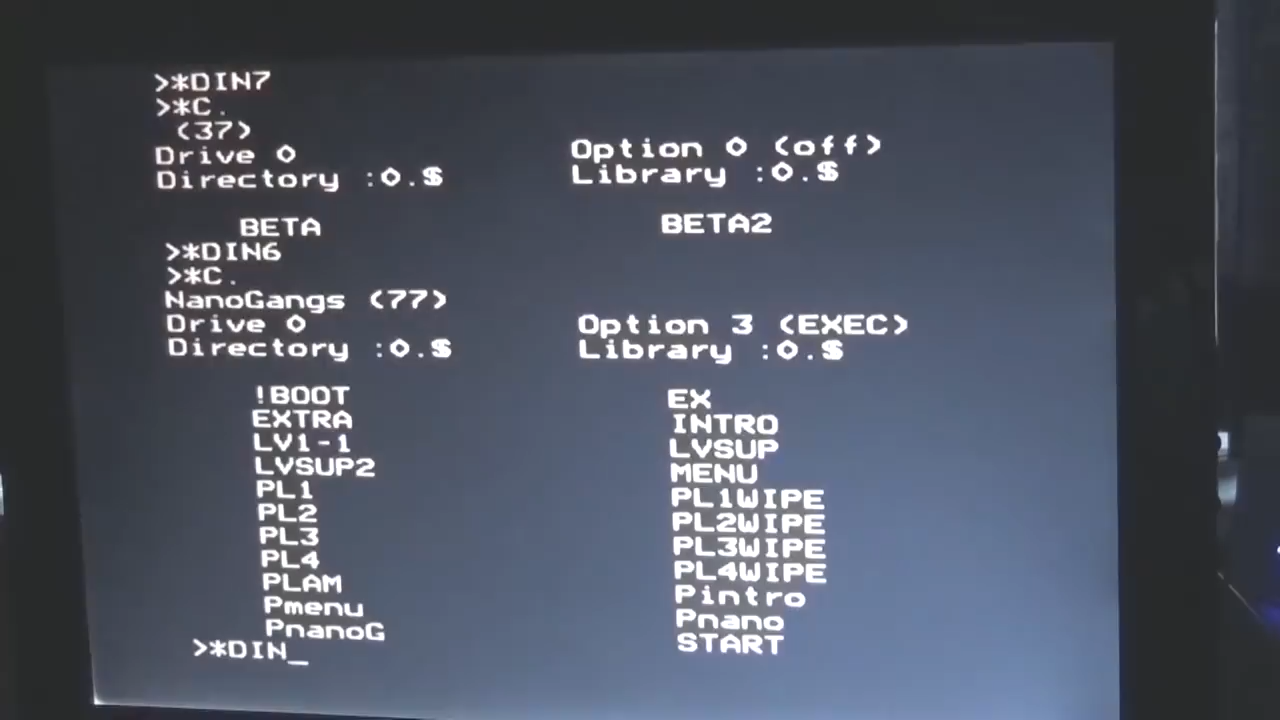 >*DIN7
>*C.
(37)
Drive 0 Option 0 (off)
Directory :0.$ Library :0.$
BETA BETA2
>*DIN6
>*C.
NanoGangs (77)
Drive 0 Option 3 (EXEC)
Directory :0.$ Library :0.$
!BOOT EX
EXTRA INTRO
LV1-1 LVSUP
LVSUP2 MENU
PL1 PL1WIPE
PL2 PL2WIPE
PL3 PL3WIPE
PL4 PL4WIPE
PLAM Pintro
Pmenu Pnano
PnanoG START
>*DIN_